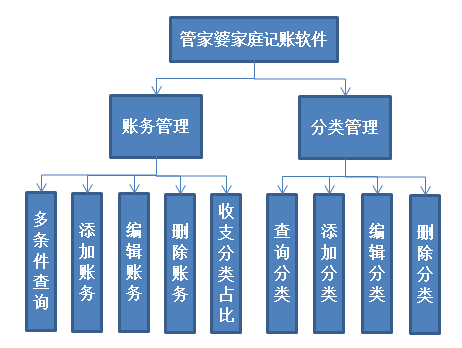 管家婆家庭记账软件
账务管理
分类管理
多条件查询
添加账务
编辑账务
删除账务
收支分类占比
查询分类
添加分类
编辑分类
删除分类